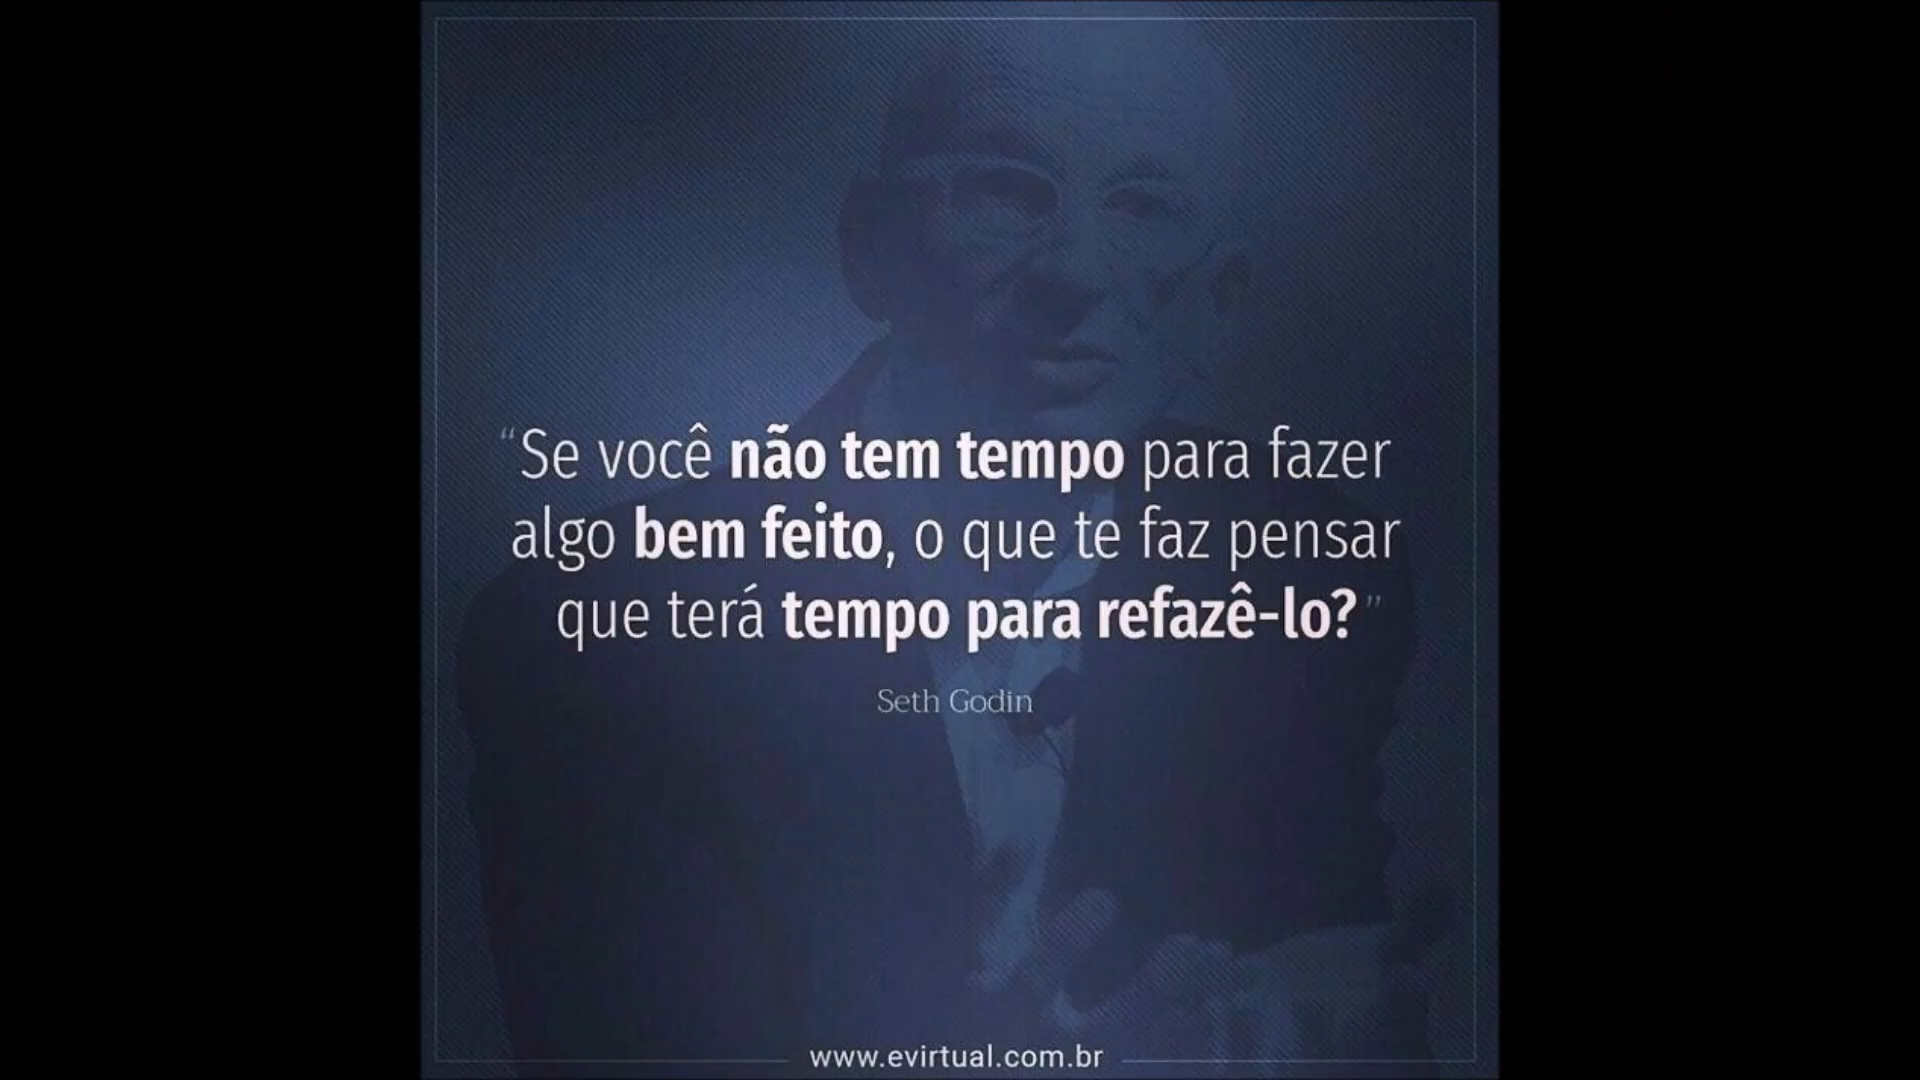 “Se você não tem tempo para fazer
algo bem feito, o que te faz pensar
que terá tempo para refazê-lo?”
Seth Godin
www.evirtual.com.br